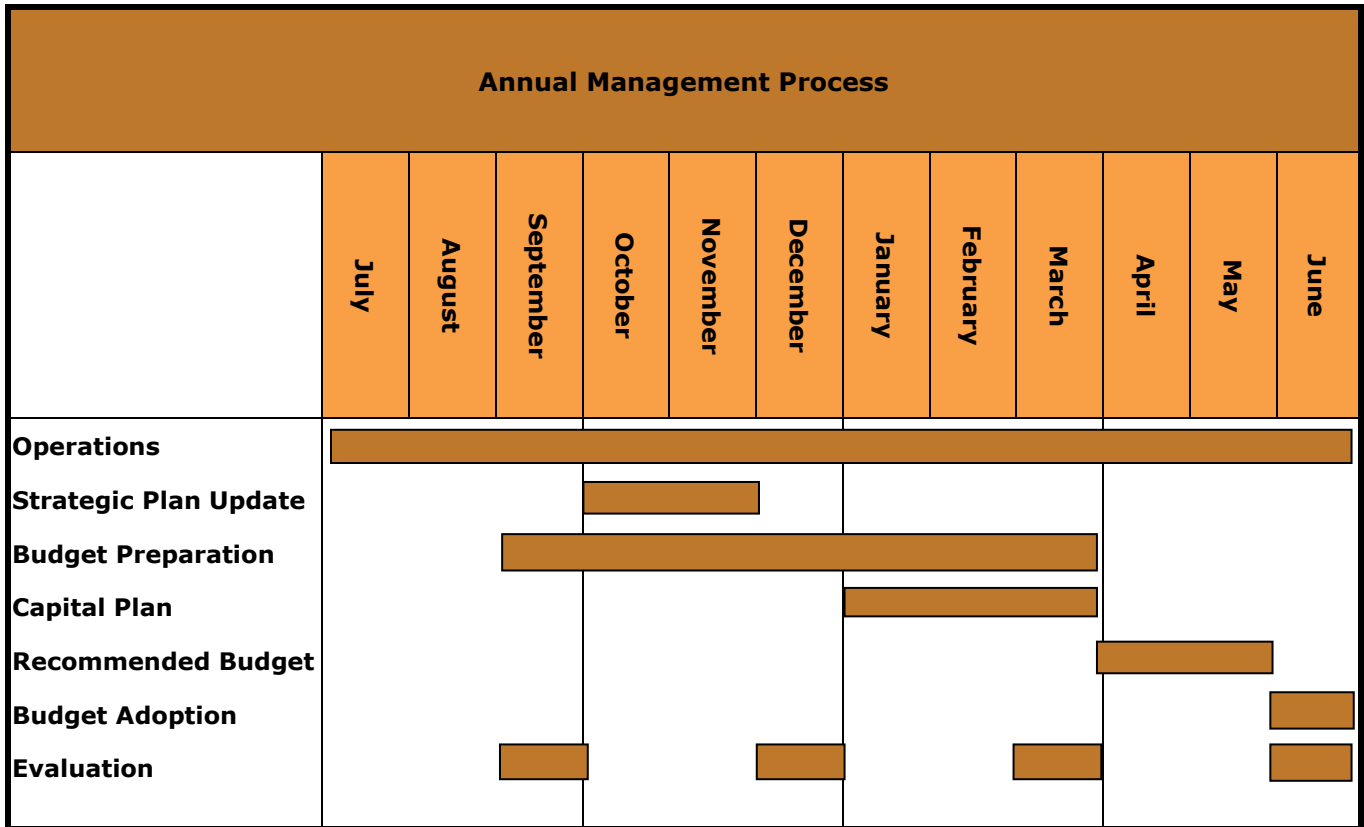 Annual Management Process
July
August
September
October
November
December
January
February
March
April
May
June
Operations
Strategic Plan Update
Budget Preparation
Capital Plan
Recommended Budget
Budget Adoption
Evaluation